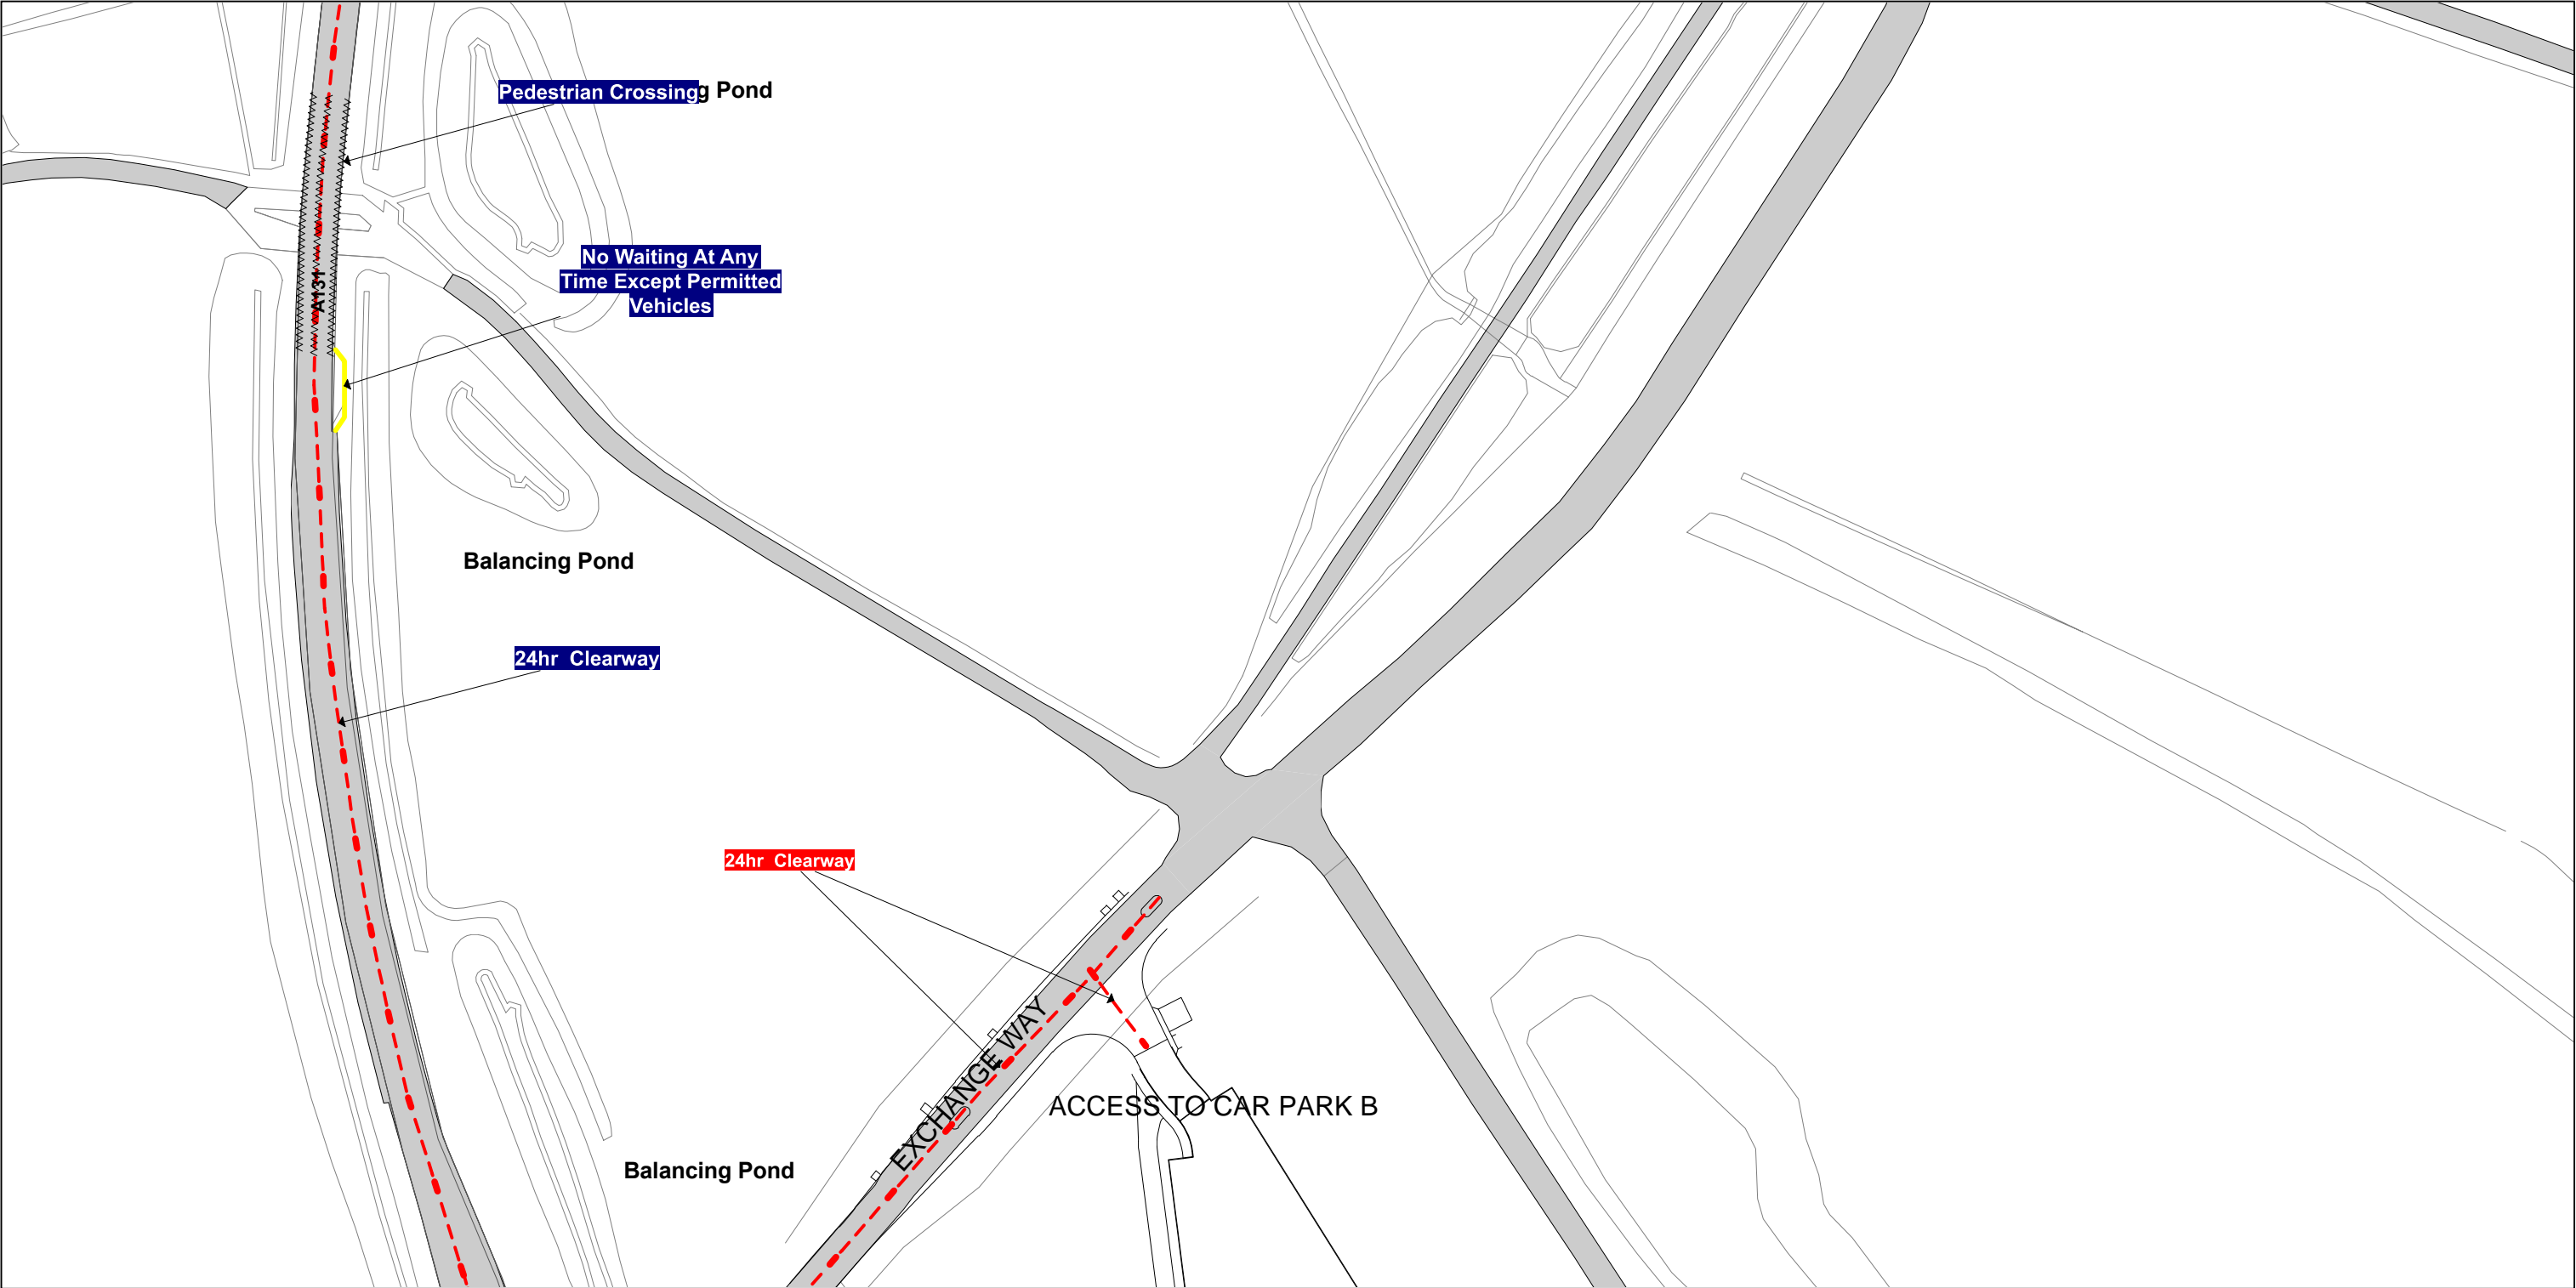 Pedestrian Crossing
g Pond
No Waiting At Any
Time Except Permitted
Vehicles
A131
Balancing Pond
24hr Clearway
24hr Clearway
EXCHANGE WAY
ACCESS TO CAR PARK B
Balancing Pond